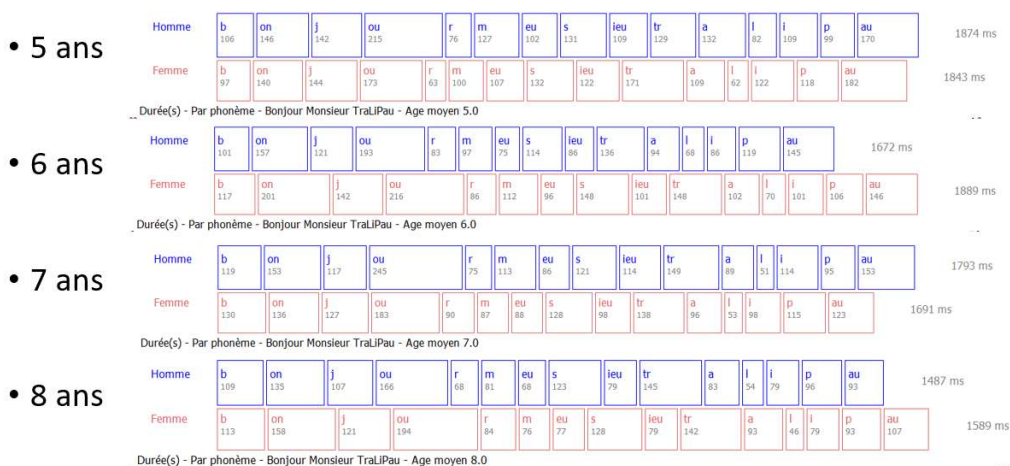 • 5 ans
Homme b on j ou r m eu s ieu tr a l i p au
106 146 142 215 76 127 102 131 109 129 132 82 109 99 170 1874 ms
Femme b on j ou r m eu s ieu tr a l i p au
97 140 144 173 63 100 107 132 122 171 109 62 122 118 182 1843 ms
Durée(s) - Par phonème - Bonjour Monsieur TraLiPau - Age moyen 5.0
• 6 ans
Homme b on j ou r m eu s ieu tr a l i p au
101 157 121 193 83 97 75 114 86 136 94 68 86 119 145 1672 ms
Femme b on j ou r m eu s ieu tr a l i p au
117 201 142 216 86 112 96 148 101 148 102 70 101 106 146 1889 ms
Durée(s) - Par phonème - Bonjour Monsieur TraLiPau - Age moyen 6.0
• 7 ans
Homme b on j ou r m eu s ieu tr a l i p au
119 153 117 245 75 113 86 121 114 149 89 51 114 95 153 1793 ms
Femme b on j ou r m eu s ieu tr a l i p au
130 136 127 183 90 87 88 128 98 138 96 53 98 115 123 1691 ms
Durée(s) - Par phonème - Bonjour Monsieur TraLiPau - Age moyen 7.0
• 8 ans
Homme b on j ou r m eu s ieu tr a l i p au
109 135 107 166 68 81 68 123 79 145 83 54 79 96 93 1487 ms
Femme b on j ou r m eu s ieu tr a l i p au
113 158 121 194 84 76 77 128 79 142 93 46 79 93 107 1589 ms
Durée(s) - Par phonème - Bonjour Monsieur TraLiPau - Age moyen 8.0